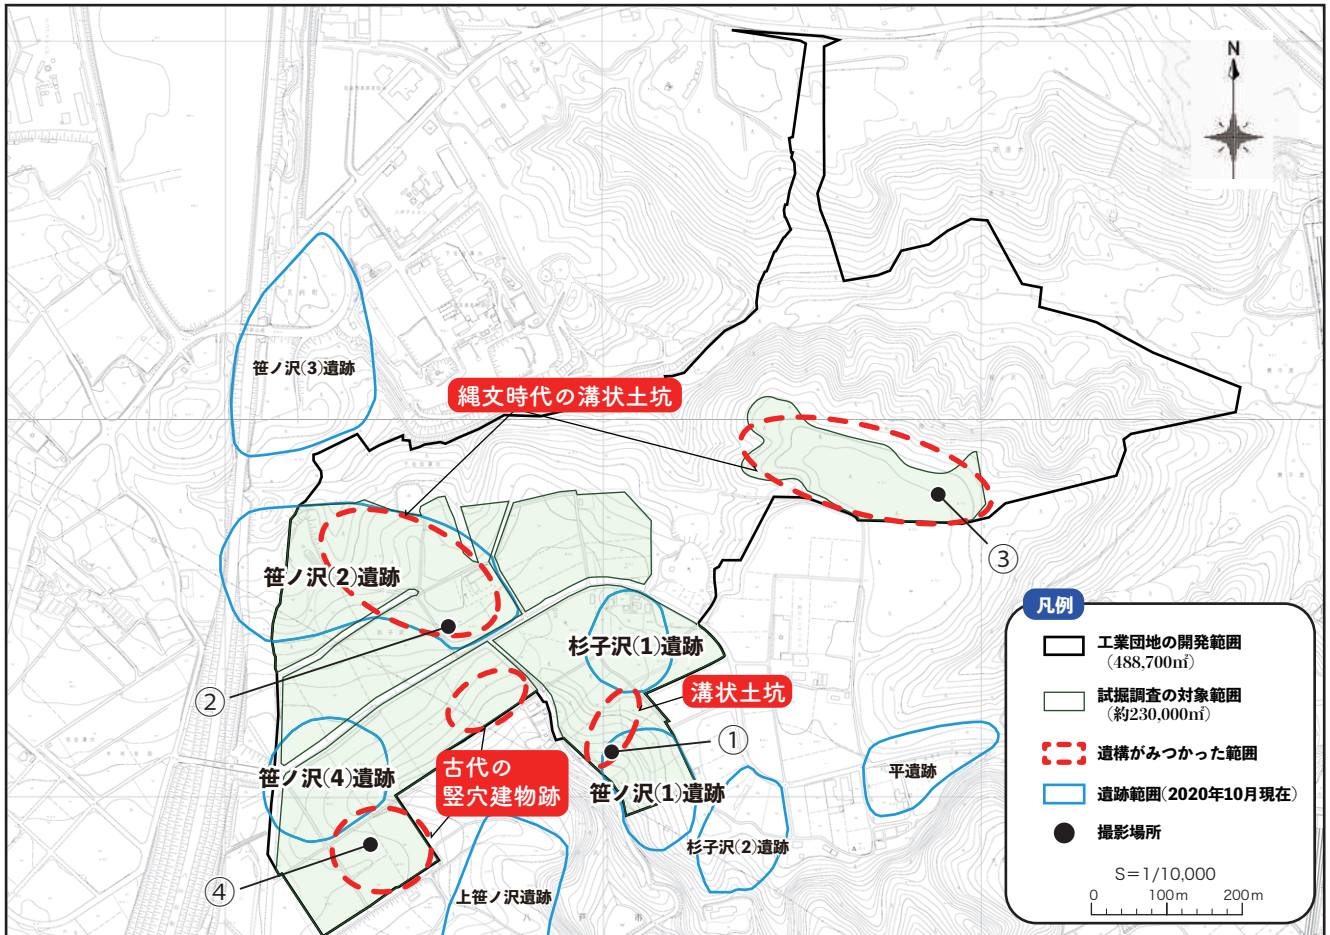 N
笹ノ沢(3)遺跡
縄文時代の溝状土坑
③
笹ノ沢(2)遺跡
②
杉子沢(1)遺跡
溝状土坑
①
笹ノ沢(4)遺跡
古代の
竪穴建物跡
笹ノ沢(1)遺跡
平遺跡
杉子沢(2)遺跡
④
上笹ノ沢遺跡
八戸市
凡例
工業団地の開発範囲
(488,700㎡)
試掘調査の対象範囲
(約230,000㎡)
遺構がみつかった範囲
遺跡範囲(2020年10月現在)
撮影場所
S=1/10,000
0 100m 200m